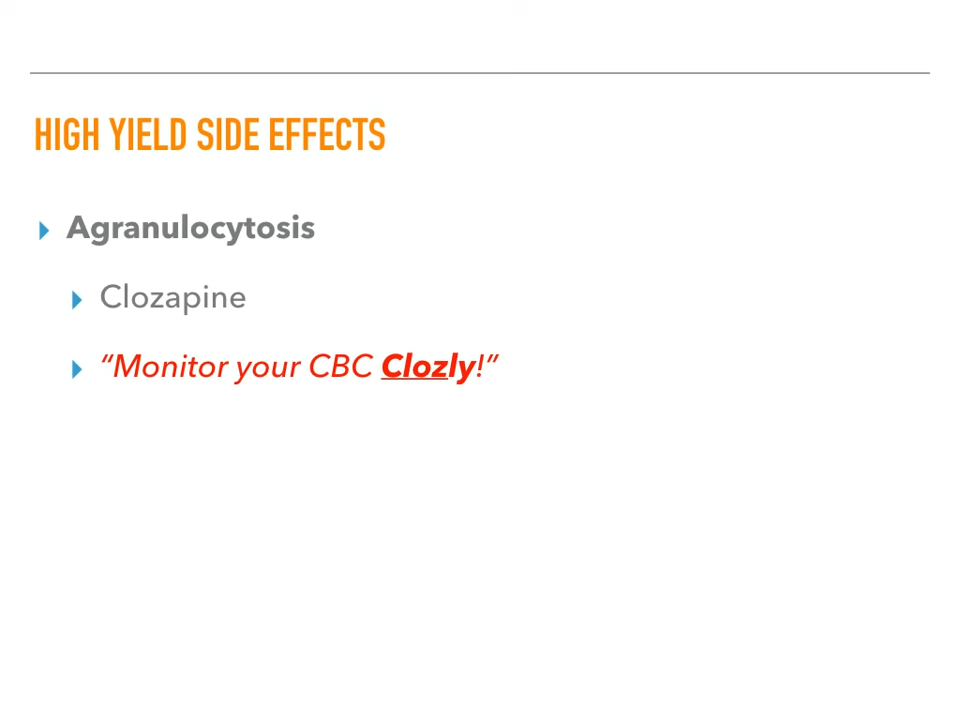 HIGH YIELD SIDE EFFECTS
Agranulocytosis
Clozapine
“Monitor your CBC Clozly!”